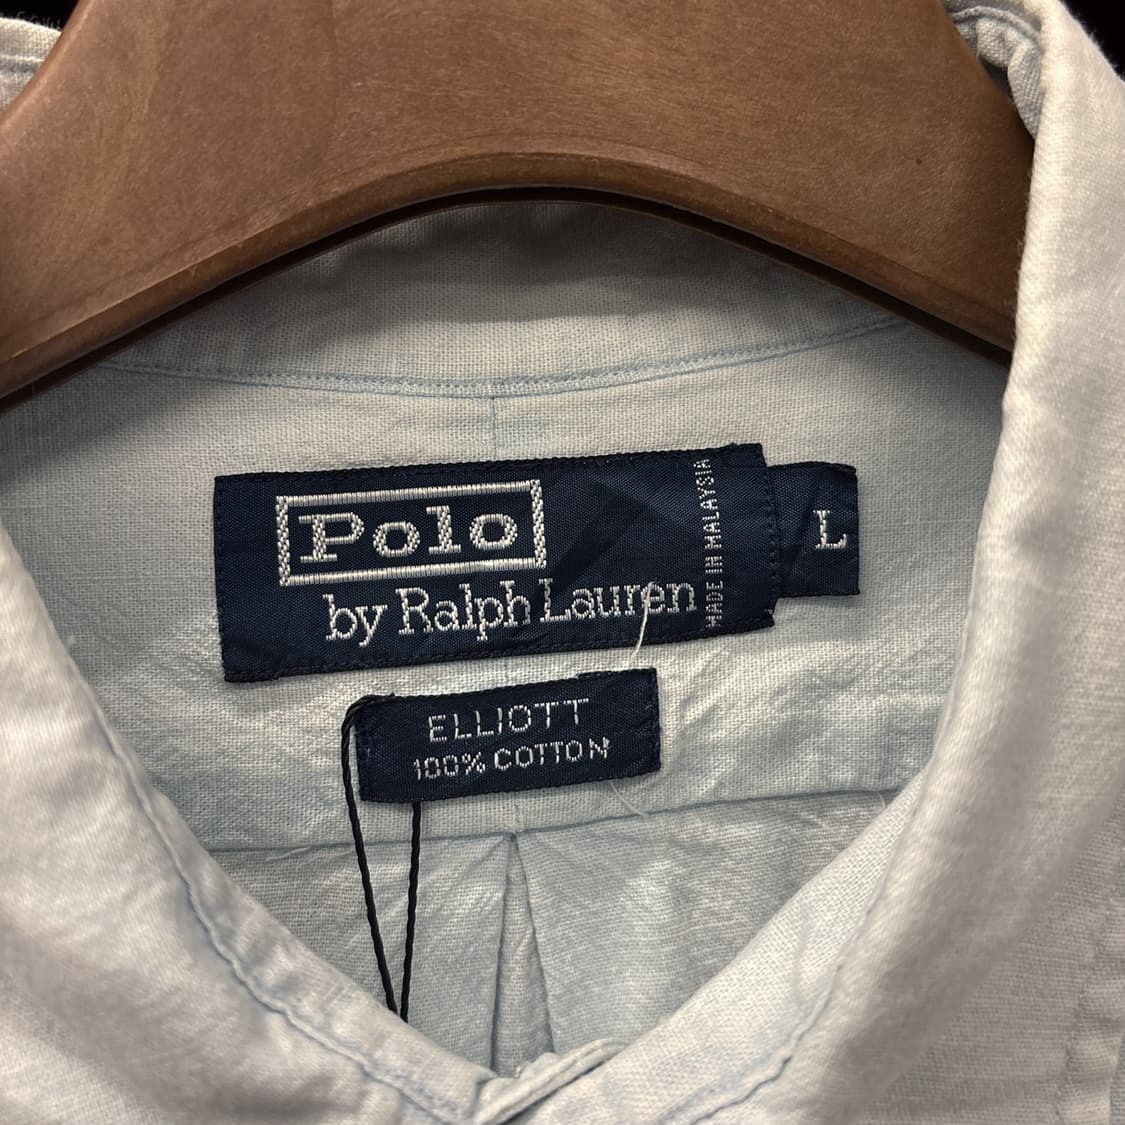 Polo
by Ralph Lauren
MADE IN MALAYSIA
L
ELLIOTT
100% COTTON